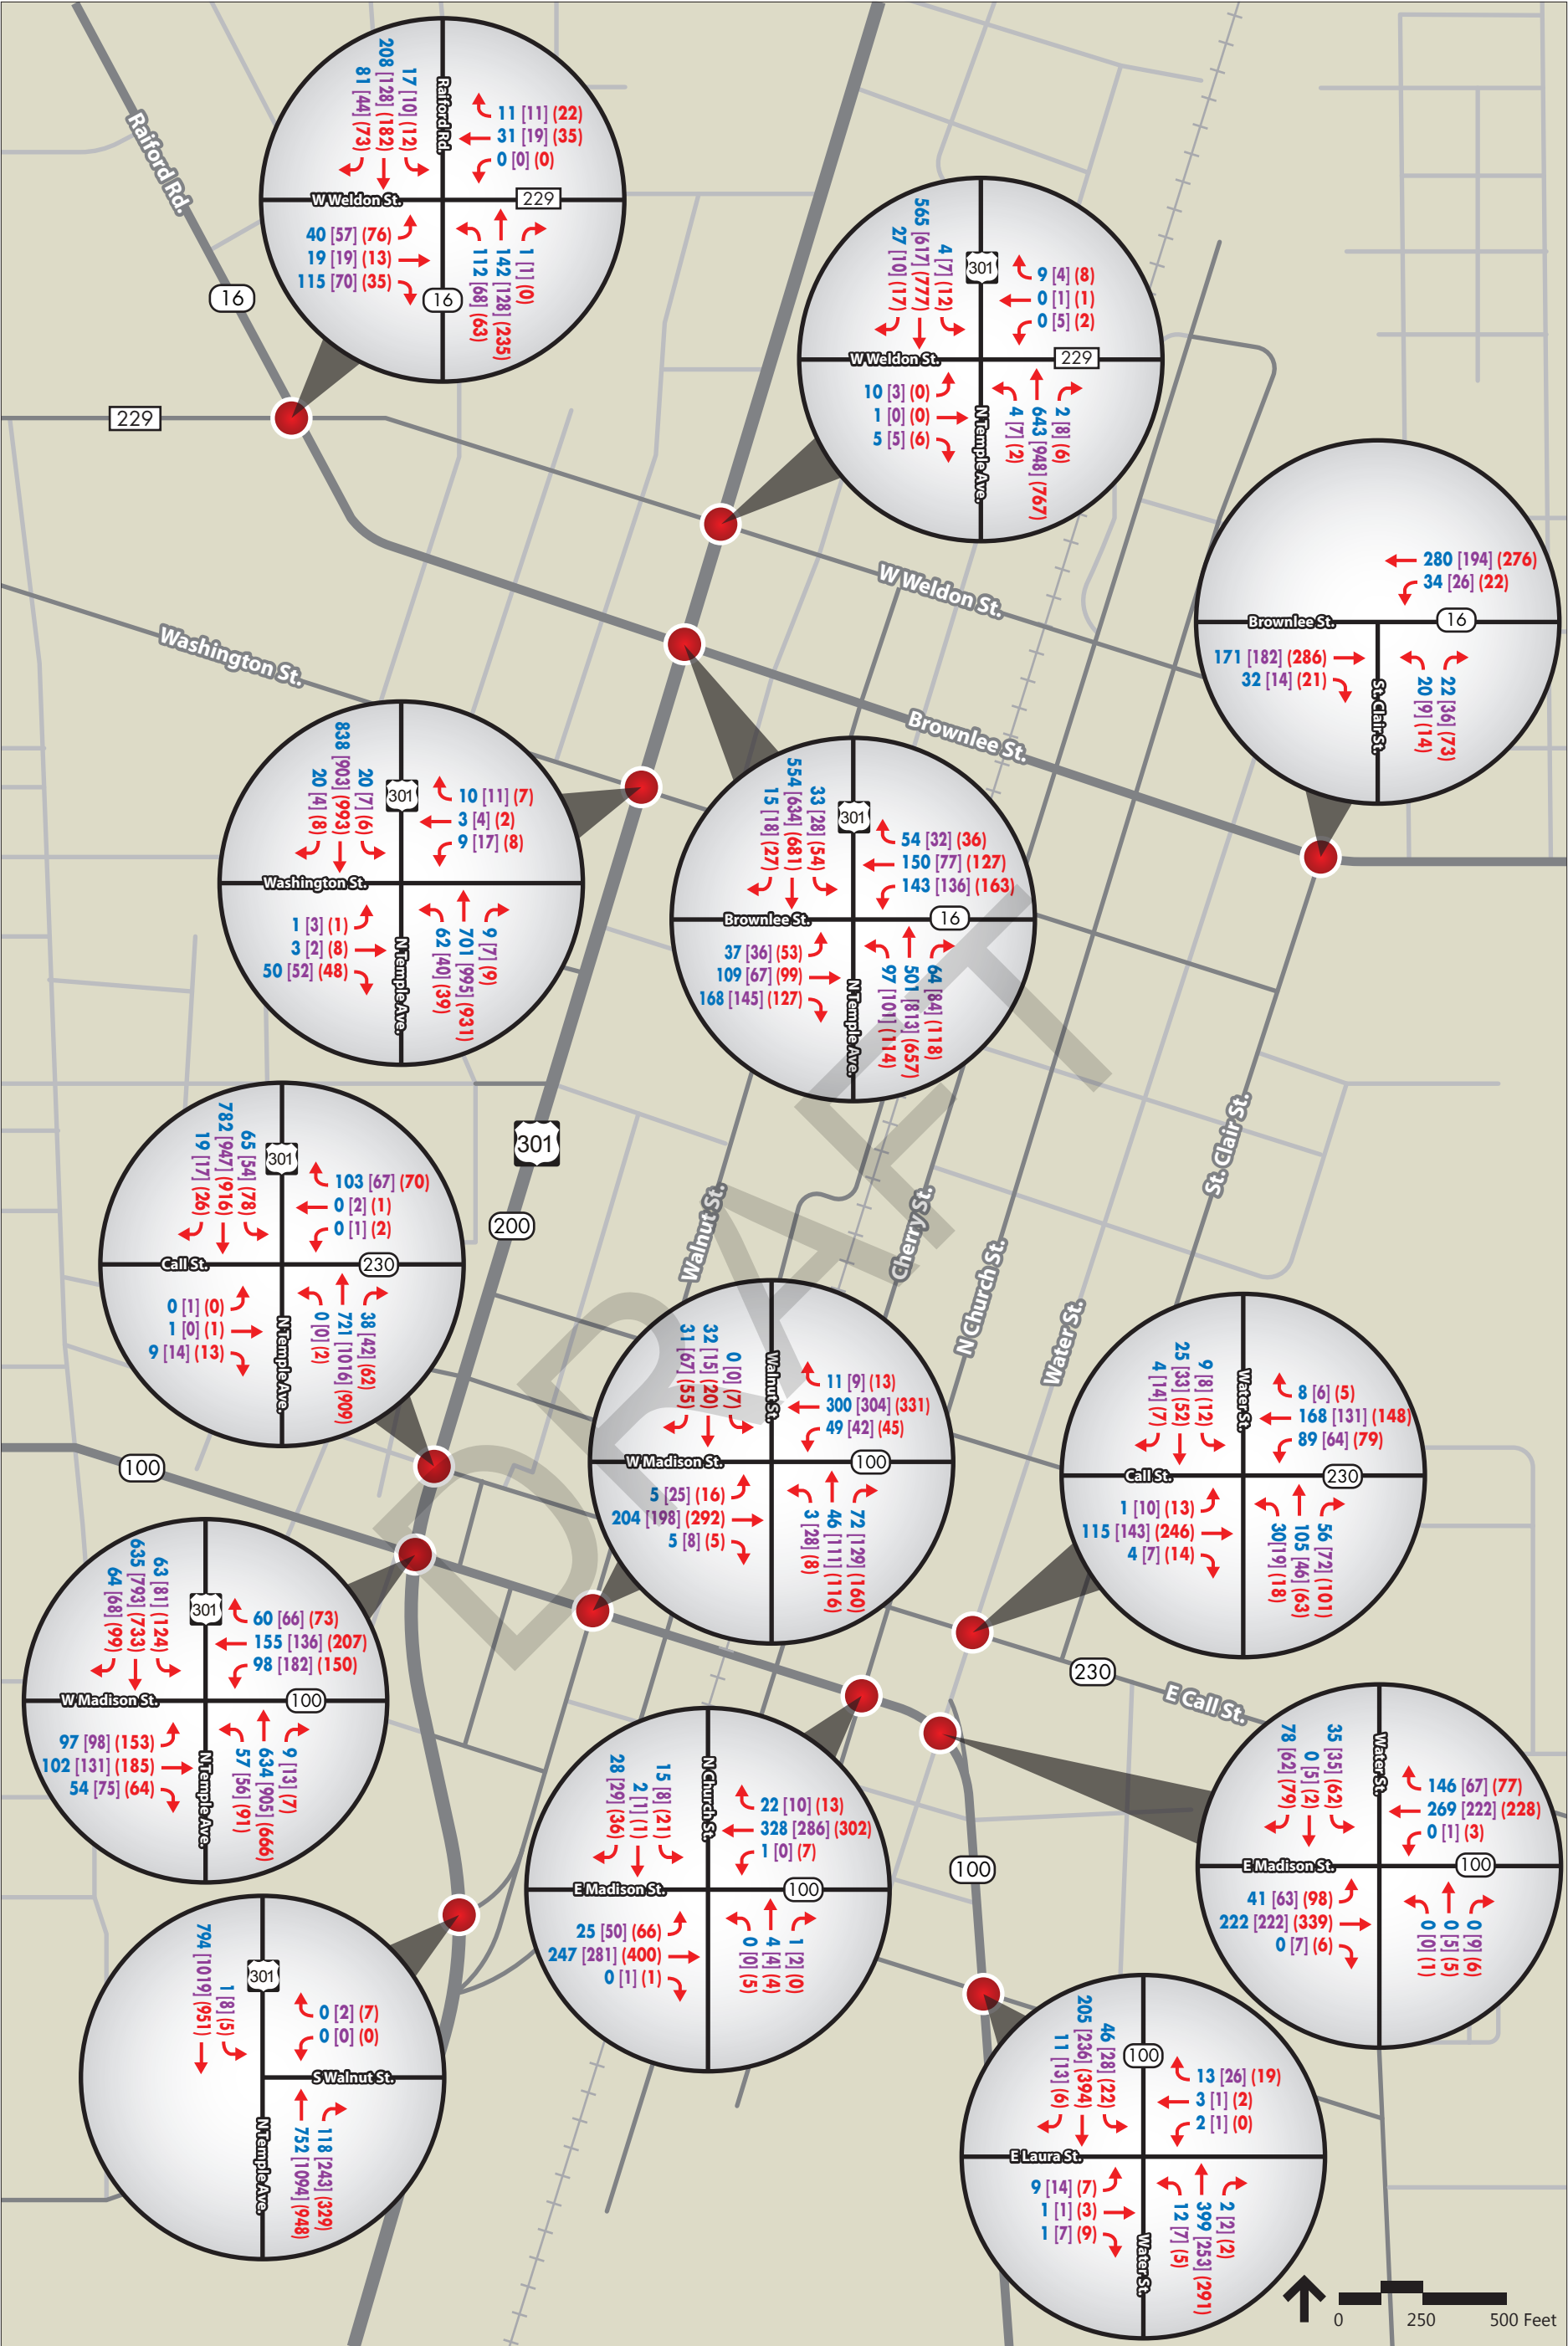 Raiford Rd.
16
229
Washington St.
W Weldon St.
Brownlee St.
301
200
Walnut St.
Cherry St.
N Church St.
Water St.
St. Clair St.
100
230
E Call St.
100
DRAFT
81 [44] (73)
208 [128] (182)
17 [10] (12)
Raiford Rd.
11 [11] (22)
31 [19] (35)
0 [0] (0)
W Weldon St.
229
40 [57] (76)
19 [19] (13)
115 [70] (35)
16
112 [68] (63)
142 [128] (235)
1 [1] (0)
27 [10] (17)
565 [617] (777)
4 [7] (12)
301
9 [4] (8)
0 [1] (1)
0 [5] (2)
W Weldon St.
229
10 [3] (0)
1 [0] (0)
5 [5] (6)
N Temple Ave.
4 [7] (2)
643 [948] (767)
2 [8] (6)
280 [194] (276)
34 [26] (22)
Brownlee St.
16
171 [182] (286)
32 [14] (21)
St. Clair St.
20 [9] (14)
22 [36] (73)
20 [4] (8)
838 [903] (993)
20 [7] (6)
301
10 [11] (7)
3 [4] (2)
9 [17] (8)
Washington St.
1 [3] (1)
3 [2] (8)
50 [52] (48)
N Temple Ave.
62 [40] (39)
701 [995] (931)
9 [7] (9)
15 [18] (27)
554 [634] (681)
33 [28] (54)
301
54 [32] (36)
150 [77] (127)
143 [136] (163)
Brownlee St.
16
37 [36] (53)
109 [67] (99)
168 [145] (127)
N Temple Ave.
97 [101] (114)
501 [813] (657)
64 [84] (118)
19 [17] (26)
782 [947] (916)
65 [54] (78)
301
103 [67] (70)
0 [2] (1)
0 [1] (2)
Call St.
230
0 [1] (0)
1 [0] (1)
9 [14] (13)
N Temple Ave.
0 [0] (2)
721 [1016] (909)
38 [42] (62)
31 [67] (55)
32 [15] (20)
0 [0] (7)
Walnut St.
11 [9] (13)
300 [304] (331)
49 [42] (45)
W Madison St.
100
5 [25] (16)
204 [198] (292)
5 [8] (5)
3 [28] (8)
46 [111] (116)
72 [129] (160)
4 [14] (7)
25 [33] (52)
9 [8] (12)
Water St.
8 [6] (5)
168 [131] (148)
89 [64] (79)
Call St.
230
1 [10] (13)
115 [143] (246)
4 [7] (14)
30[19] (18)
105 [46] (63)
56 [72] (101)
64 [68] (99)
635 [793] (733)
63 [81] (124)
301
60 [66] (73)
155 [136] (207)
98 [182] (150)
W Madison St.
100
97 [98] (153)
102 [131] (185)
54 [75] (64)
N Temple Ave.
57 [56] (91)
634 [905] (666)
9 [13] (7)
28 [29] (36)
2 [1] (1)
15 [8] (21)
N Church St.
22 [10] (13)
328 [286] (302)
1 [0] (7)
E Madison St.
100
25 [50] (66)
247 [281] (400)
0 [1] (1)
0 [0] (5)
4 [4] (4)
1 [2] (0)
78 [62] (79)
0 [5] (2)
35 [35] (62)
Water St.
146 [67] (77)
269 [222] (228)
0 [1] (3)
E Madison St.
100
41 [63] (98)
222 [222] (339)
0 [7] (6)
0 [0] (1)
0 [5] (5)
0 [9] (6)
794 [1019] (951)
1 [8] (5)
301
0 [2] (7)
0 [0] (0)
S Walnut St.
N Temple Ave.
752 [1094] (948)
118 [243] (329)
11 [13] (6)
205 [236] (394)
46 [28] (22)
100
13 [26] (19)
3 [1] (2)
2 [1] (0)
E Laura St.
9 [14] (7)
1 [1] (3)
1 [7] (9)
Water St.
12 [7] (5)
399 [253] (291)
2 [2] (2)
0 250 500 Feet